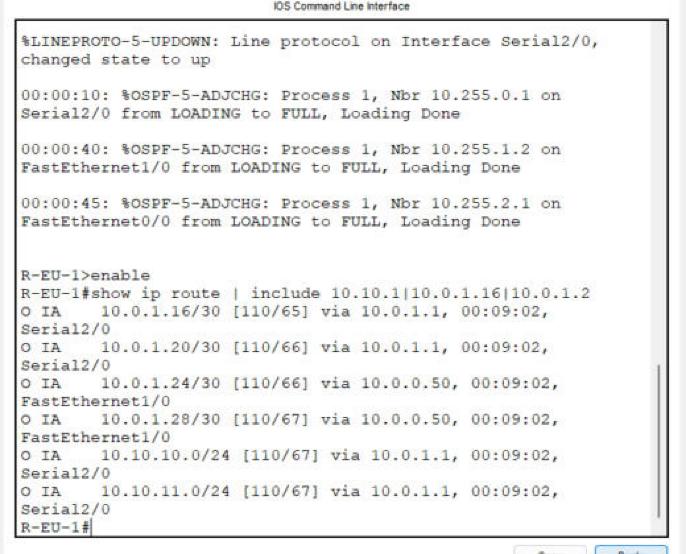 IOS Command Line Interface
%LINEPROTO-5-UPDOWN: Line protocol on Interface Serial2/0,
changed state to up
00:00:10: %OSPF-5-ADJCHG: Process 1, Nbr 10.255.0.1 on
Serial2/0 from LOADING to FULL, Loading Done
00:00:40: %OSPF-5-ADJCHG: Process 1, Nbr 10.255.1.2 on
FastEthernet1/0 from LOADING to FULL, Loading Done
00:00:45: %OSPF-5-ADJCHG: Process 1, Nbr 10.255.2.1 on
FastEthernet0/0 from LOADING to FULL, Loading Done
R-EU-1>enable
R-EU-1#show ip route | include 10.10.1|10.0.1.16|10.0.1.2
O IA 10.0.1.16/30 [110/65] via 10.0.1.1, 00:09:02,
Serial2/0
O IA 10.0.1.20/30 [110/66] via 10.0.1.1, 00:09:02,
Serial2/0
O IA 10.0.1.24/30 [110/66] via 10.0.0.50, 00:09:02,
FastEthernet1/0
O IA 10.0.1.28/30 [110/67] via 10.0.0.50, 00:09:02,
FastEthernet1/0
O IA 10.10.10.0/24 [110/67] via 10.0.1.1, 00:09:02,
Serial2/0
O IA 10.10.11.0/24 [110/67] via 10.0.1.1, 00:09:02,
Serial2/0
R-EU-1#